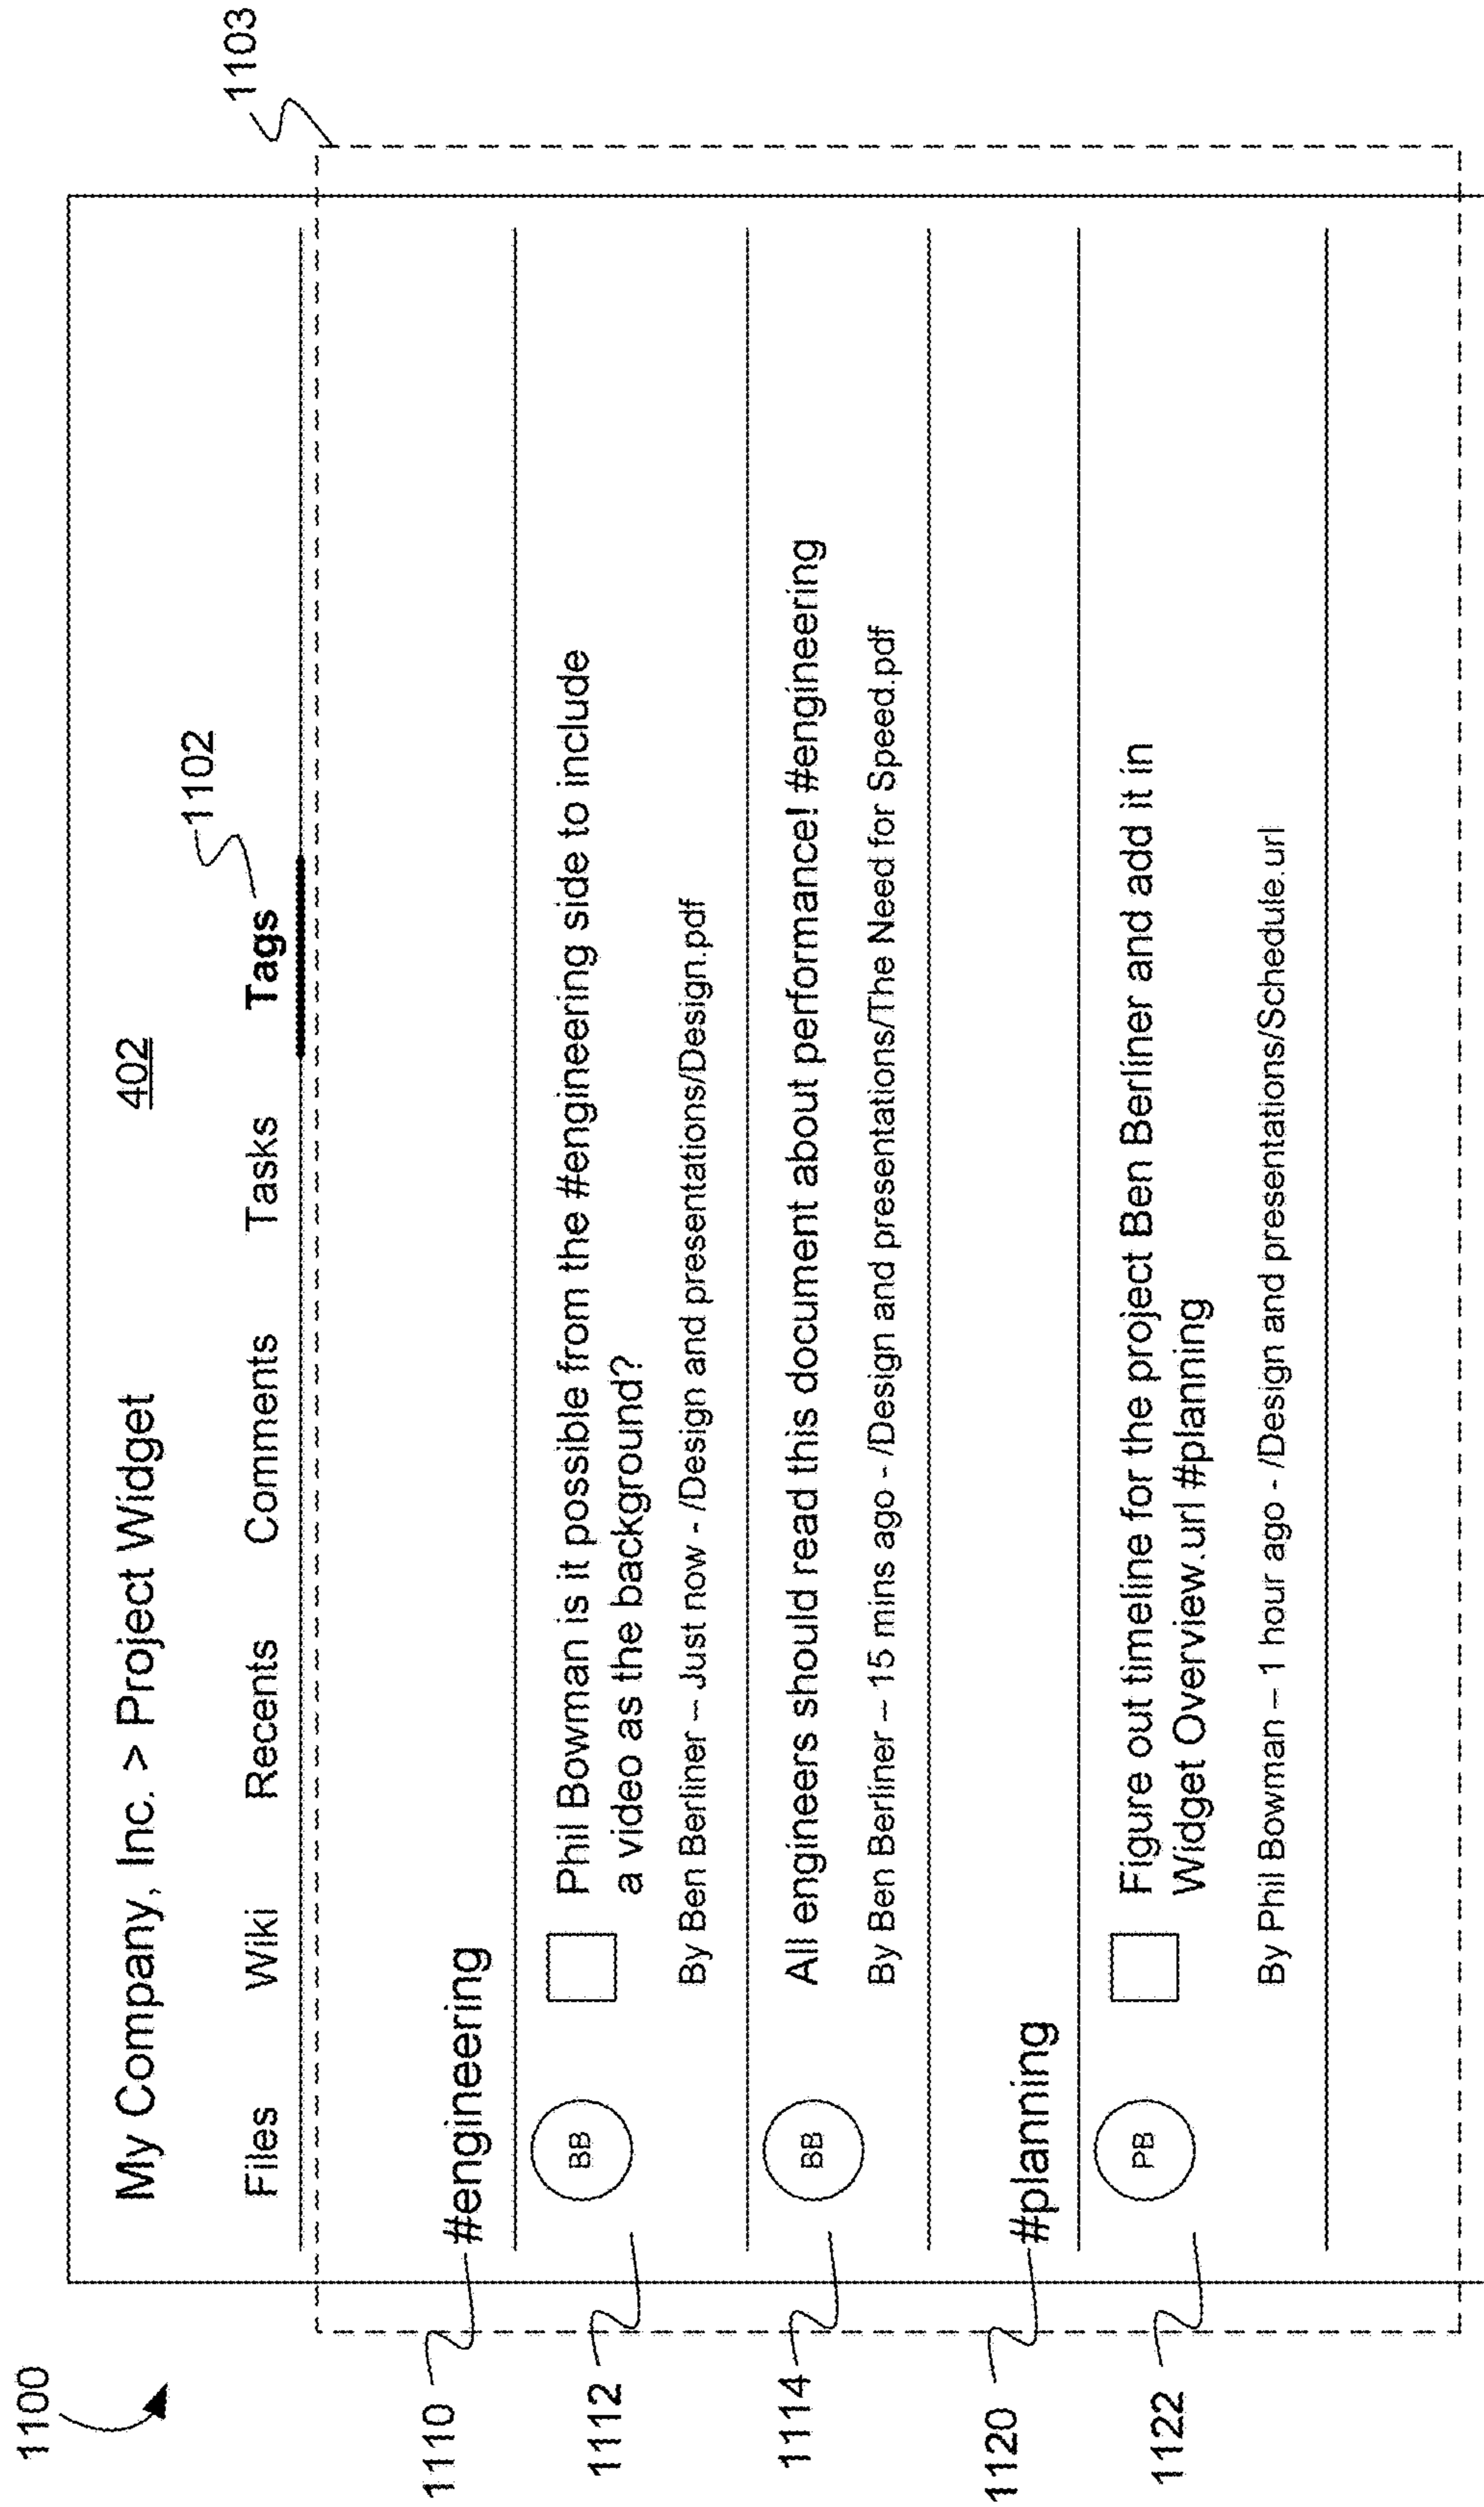 1100
My Company, Inc. > Project Widget
402
1102
1103
Files Wiki Recents Comments Tasks Tags
1110
#engineering
1112
BB
Phil Bowman is it possible from the #engineering side to include
a video as the background?
By Ben Berliner – Just now - /Design and presentations/Design.pdf
1114
BB
All engineers should read this document about performance! #engineering
By Ben Berliner – 15 mins ago - /Design and presentations/The Need for Speed.pdf
1120
#planning
1122
PB
Figure out timeline for the project Ben Berliner and add it in
Widget Overview.url #planning
By Phil Bowman – 1 hour ago - /Design and presentations/Schedule.url